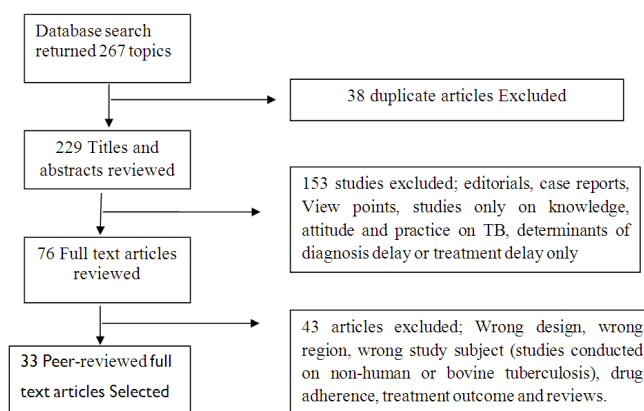 Database search
returned 267 topics
38 duplicate articles Excluded
229 Titles and
abstracts reviewed
153 studies excluded; editorials, case reports,
View points, studies only on knowledge,
attitude and practice on TB, determinants of
diagnosis delay or treatment delay only
76 Full text articles
reviewed
43 articles excluded; Wrong design, wrong
region, wrong study subject (studies conducted
on non-human or bovine tuberculosis), drug
adherence, treatment outcome and reviews.
33 Peer-reviewed full
text articles Selected